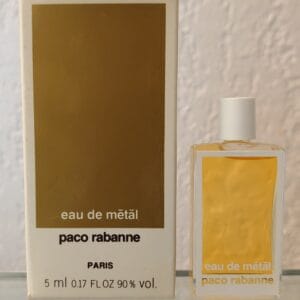 eau de mētāl
paco rabanne
PARIS
5 ml 0.17 FL OZ 90% vol.
eau de mētāl
paco rabanne